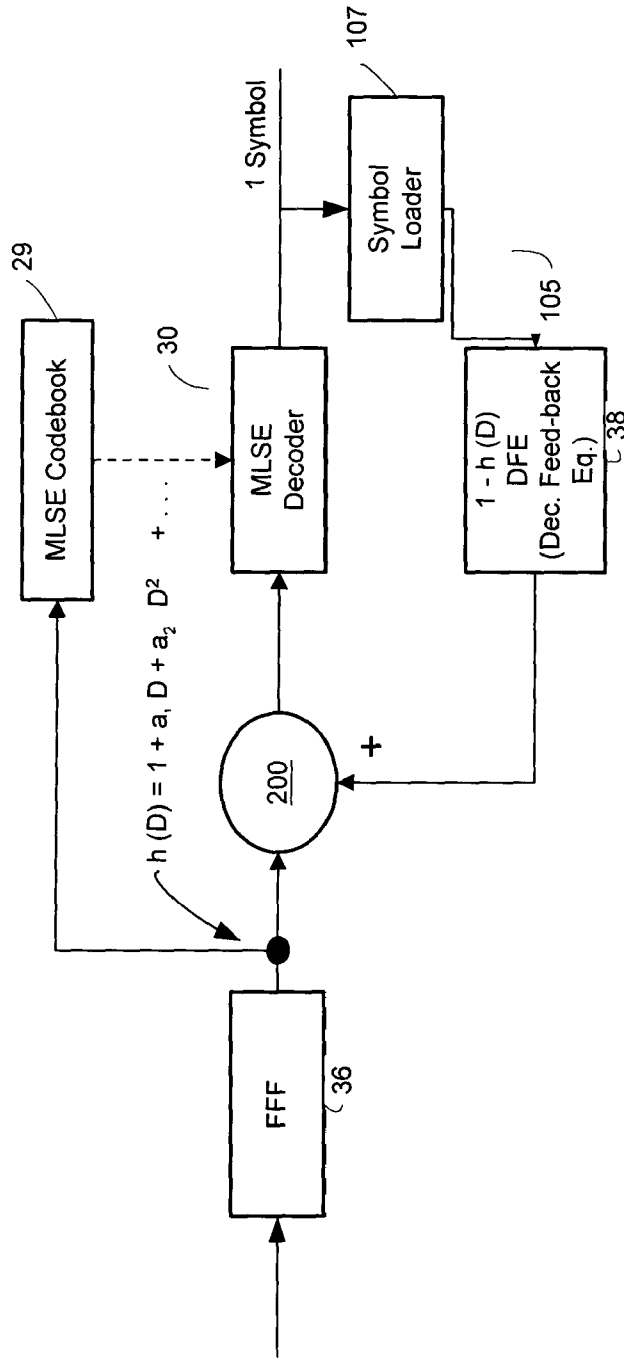 MLSE Codebook
29
h (D) = 1 + a, D + a₂ D² + ...
FFF
36
200
+
MLSE
Decoder
30
1 Symbol
Symbol
Loader
107
105
1 - h (D)
DFE
(Dec. Feed-back
Eq.)
38